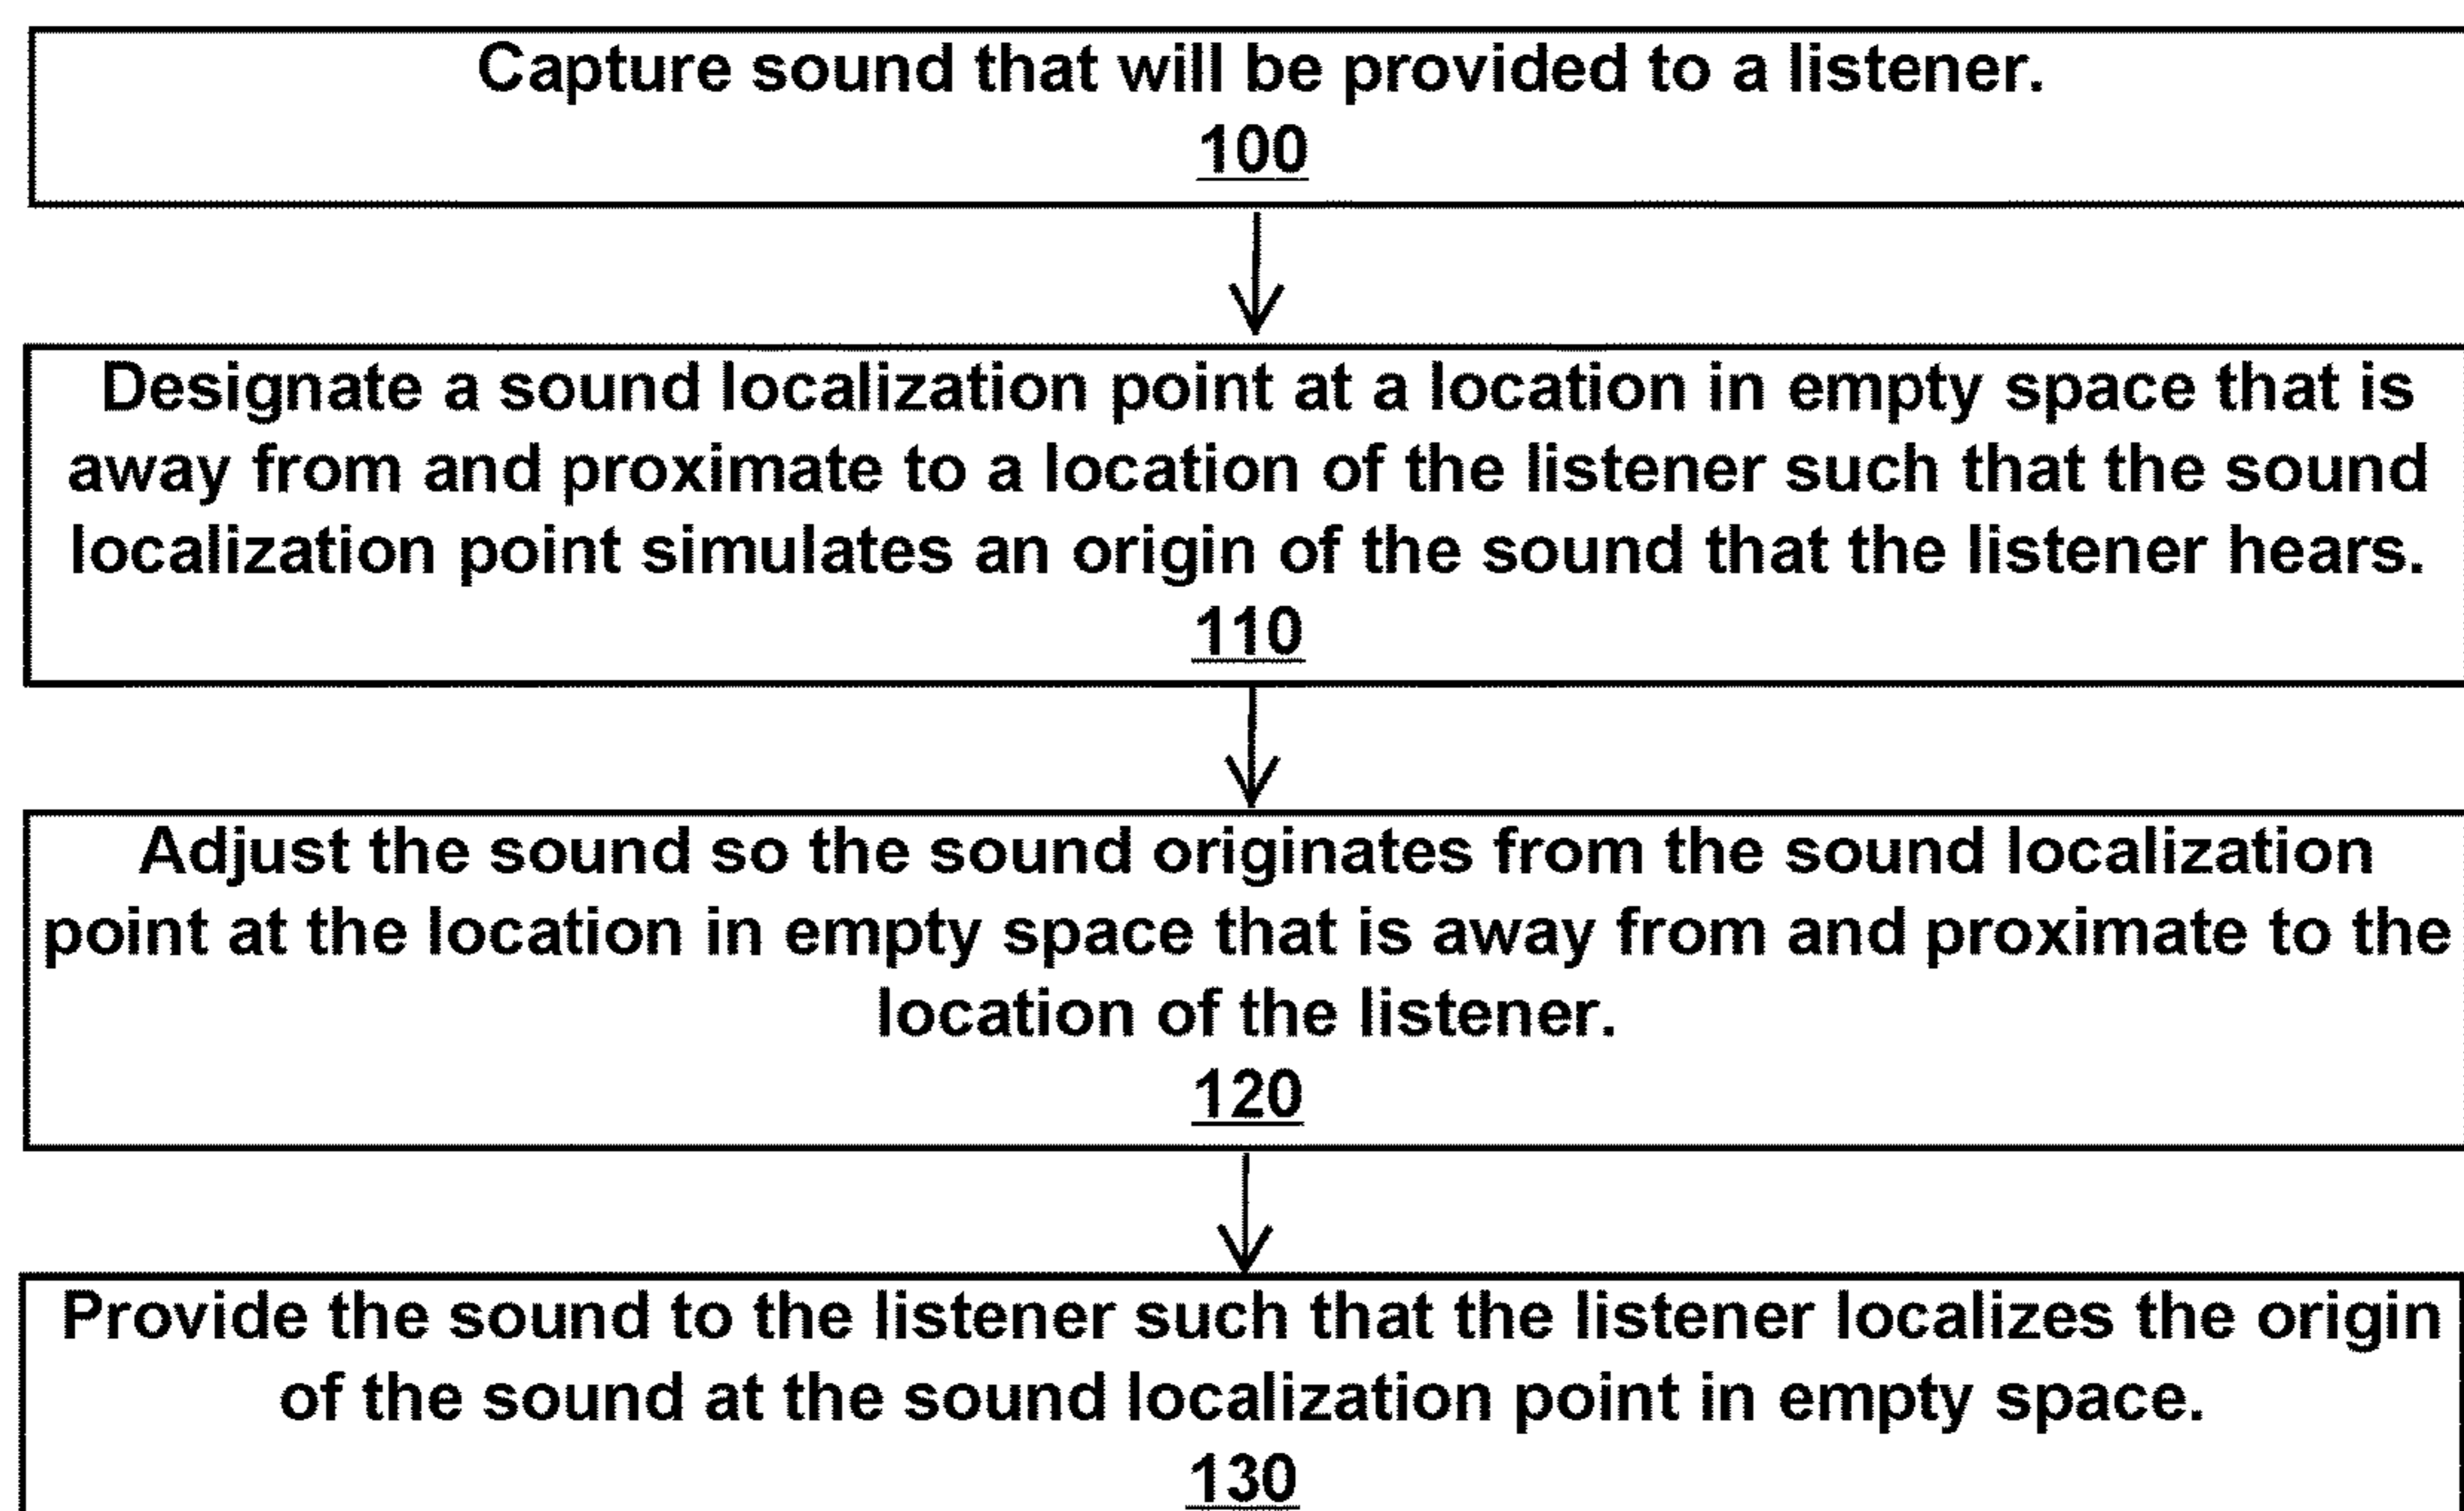 Capture sound that will be provided to a listener.
100
Designate a sound localization point at a location in empty space that is
away from and proximate to a location of the listener such that the sound
localization point simulates an origin of the sound that the listener hears.
110
Adjust the sound so the sound originates from the sound localization
point at the location in empty space that is away from and proximate to the
location of the listener.
120
Provide the sound to the listener such that the listener localizes the origin
of the sound at the sound localization point in empty space.
130